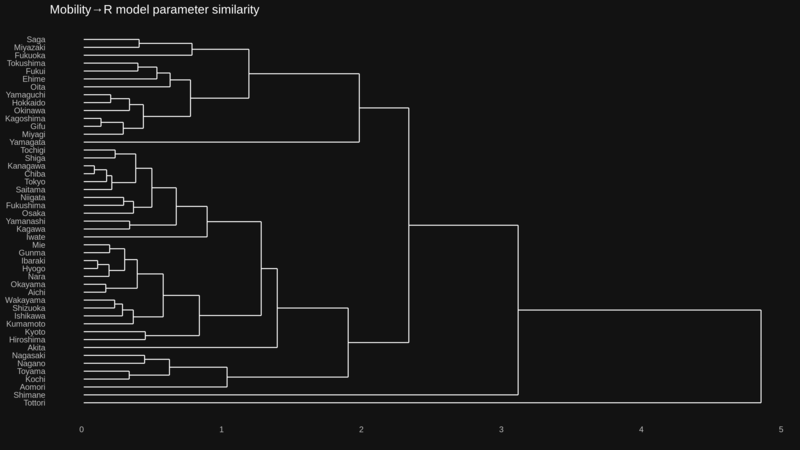 Mobility→R model parameter similarity
Saga
Miyazaki
Fukuoka
Tokushima
Fukui
Ehime
Oita
Yamaguchi
Hokkaido
Okinawa
Kagoshima
Gifu
Miyagi
Yamagata
Tochigi
Shiga
Kanagawa
Chiba
Tokyo
Saitama
Niigata
Fukushima
Osaka
Yamanashi
Kagawa
Iwate
Mie
Gunma
Ibaraki
Hyogo
Nara
Okayama
Aichi
Wakayama
Shizuoka
Ishikawa
Kumamoto
Kyoto
Hiroshima
Akita
Nagasaki
Nagano
Toyama
Kochi
Aomori
Shimane
Tottori
0 1 2 3 4 5